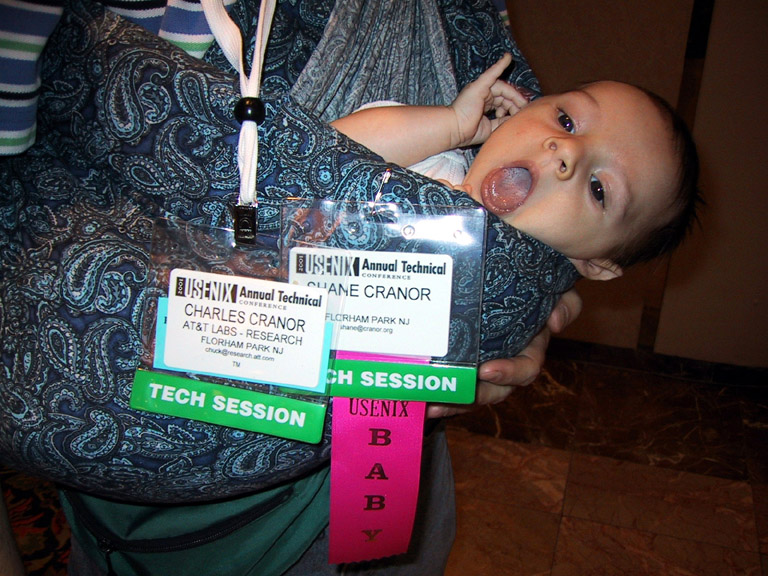 2001 USENIX Annual Technical
CONFERENCE
CHARLES CRANOR
AT&T LABS - RESEARCH
FLORHAM PARK NJ
chuck@research.att.com
TM
TECH SESSION
2001 USENIX Annual Technical
CONFERENCE
SHANE CRANOR
FLORHAM PARK NJ
shane@cranor.org
CH SESSION
USENIX
B
A
B
Y